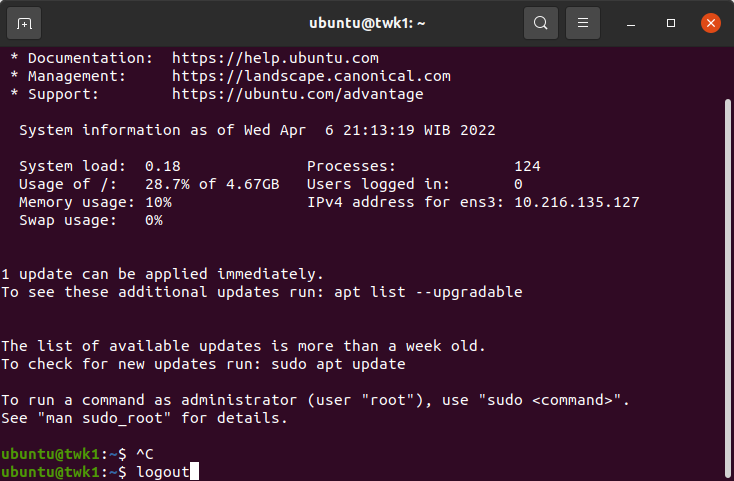 ubuntu@twk1: ~
* Documentation:  https://help.ubuntu.com
* Management:     https://landscape.canonical.com
* Support:        https://ubuntu.com/advantage
System information as of Wed Apr  6 21:13:19 WIB 2022
System load:  0.18              Processes:             124
Usage of /:   28.7% of 4.67GB   Users logged in:       0
Memory usage: 10%               IPv4 address for ens3: 10.216.135.127
Swap usage:   0%
1 update can be applied immediately.
To see these additional updates run: apt list --upgradable
The list of available updates is more than a week old.
To check for new updates run: sudo apt update
To run a command as administrator (user "root"), use "sudo <command>".
See "man sudo_root" for details.
ubuntu@twk1:~$ ^C
ubuntu@twk1:~$ logout